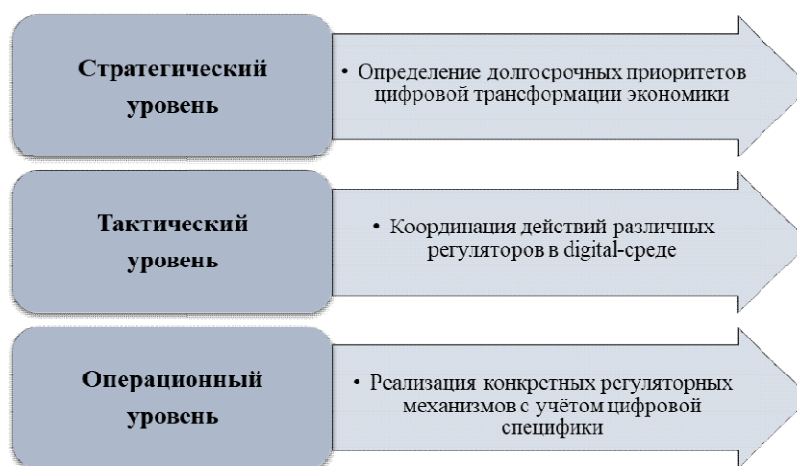 Стратегический
уровень
• Определение долгосрочных приоритетов
цифровой трансформации экономики
Тактический
уровень
• Координация действий различных
регуляторов в digital-среде
Операционный
уровень
• Реализация конкретных регуляторных
механизмов с учётом цифровой
специфики